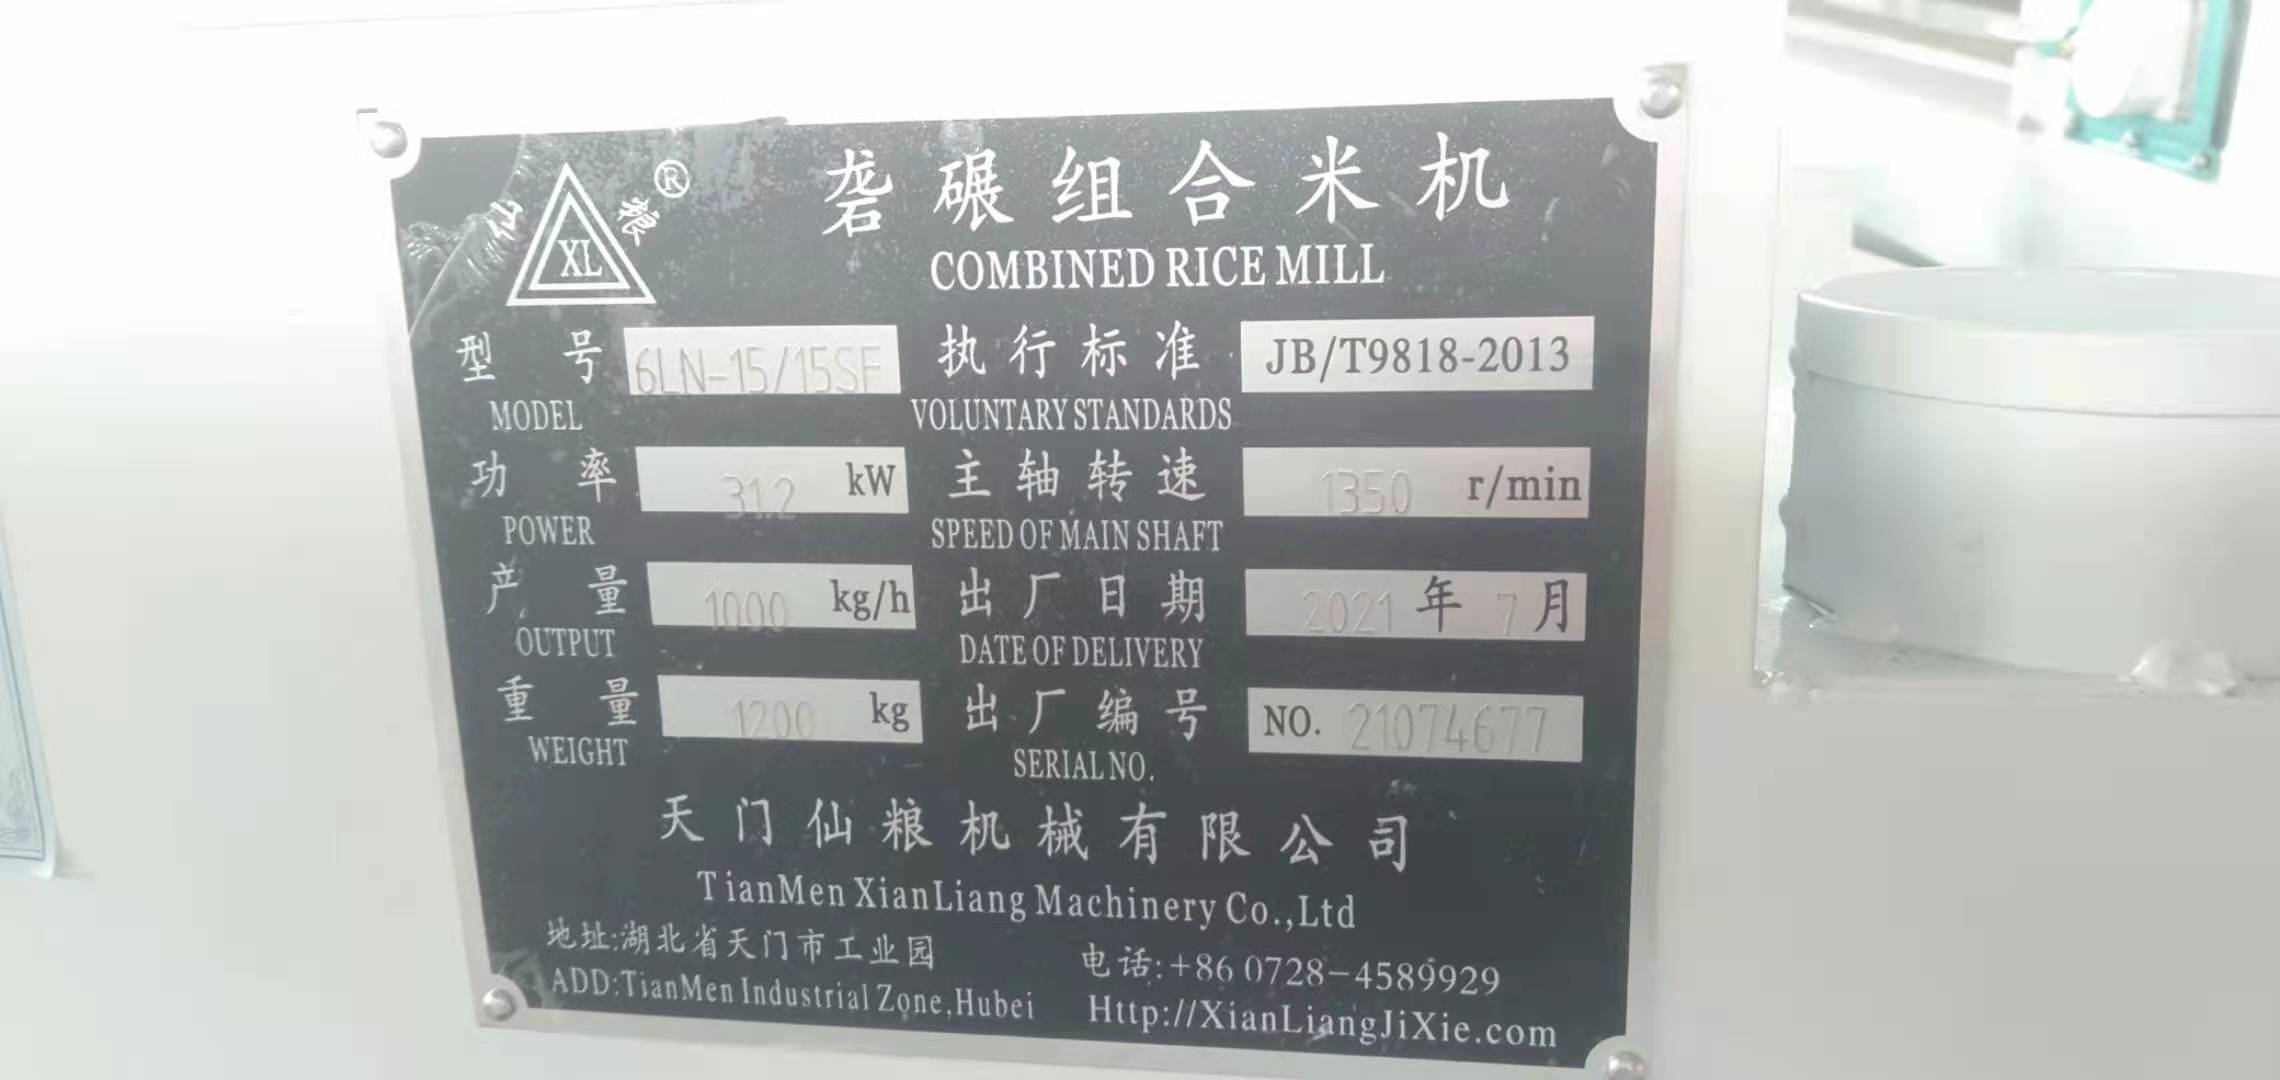 仙 XL 粮 ®
砻碾组合米机
COMBINED RICE MILL
型号 6LN-15/15SF 执行标准 JB/T9818-2013
MODEL VOLUNTARY STANDARDS
功率 31.2 kW 主轴转速 1350 r/min
POWER SPEED OF MAIN SHAFT
产量 1000 kg/h 出厂日期 2021 年 7 月
OUTPUT DATE OF DELIVERY
重量 1200 kg 出厂编号 NO. 21074677
WEIGHT SERIAL NO.
天门仙粮机械有限公司
TianMen XianLiang Machinery Co.,Ltd
地址:湖北省天门市工业园 电话:+86 0728-4589929
ADD:TianMen Industrial Zone,Hubei Http://XianLiangJiXie.com